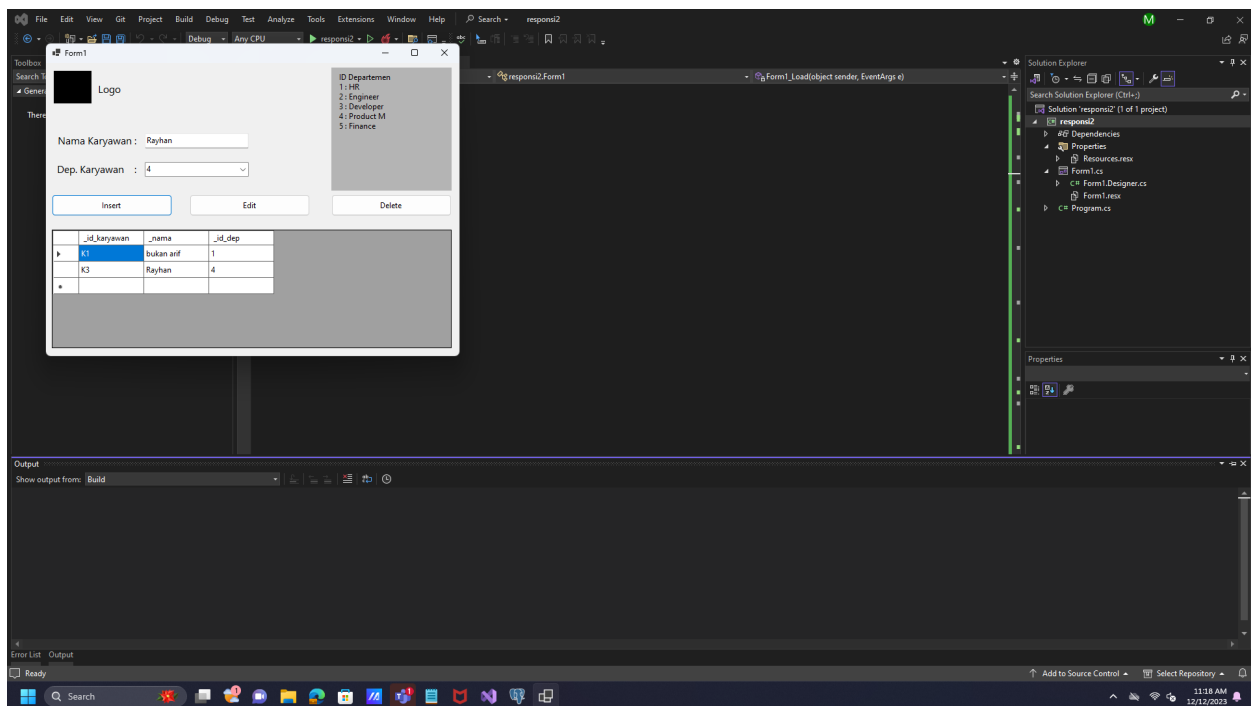 File Edit View Git Project Build Debug Test Analyze Tools Extensions Window Help Search responsi2
M
Debug Any CPU responsi2
Form1
Toolbox
Search T
Gener
There
Logo
ID Departemen
1 : HR
2 : Engineer
3 : Developer
4 : Product M
5 : Finance
Nama Karyawan : Rayhan
Dep. Karyawan : 4
Insert Edit Delete
_id_karyawan _nama _id_dep
K1 bukan arif 1
K3 Rayhan 4
responsi2.Form1 Form1_Load(object sender, EventArgs e)
Solution Explorer
Search Solution Explorer (Ctrl+;)
Solution 'responsi2' (1 of 1 project)
responsi2
Dependencies
Properties
Resources.resx
Form1.cs
C# Form1.Designer.cs
Form1.resx
C# Program.cs
Properties
Output
Show output from: Build
Error List Output
Ready
Add to Source Control Select Repository
Search
11:18 AM
12/12/2023